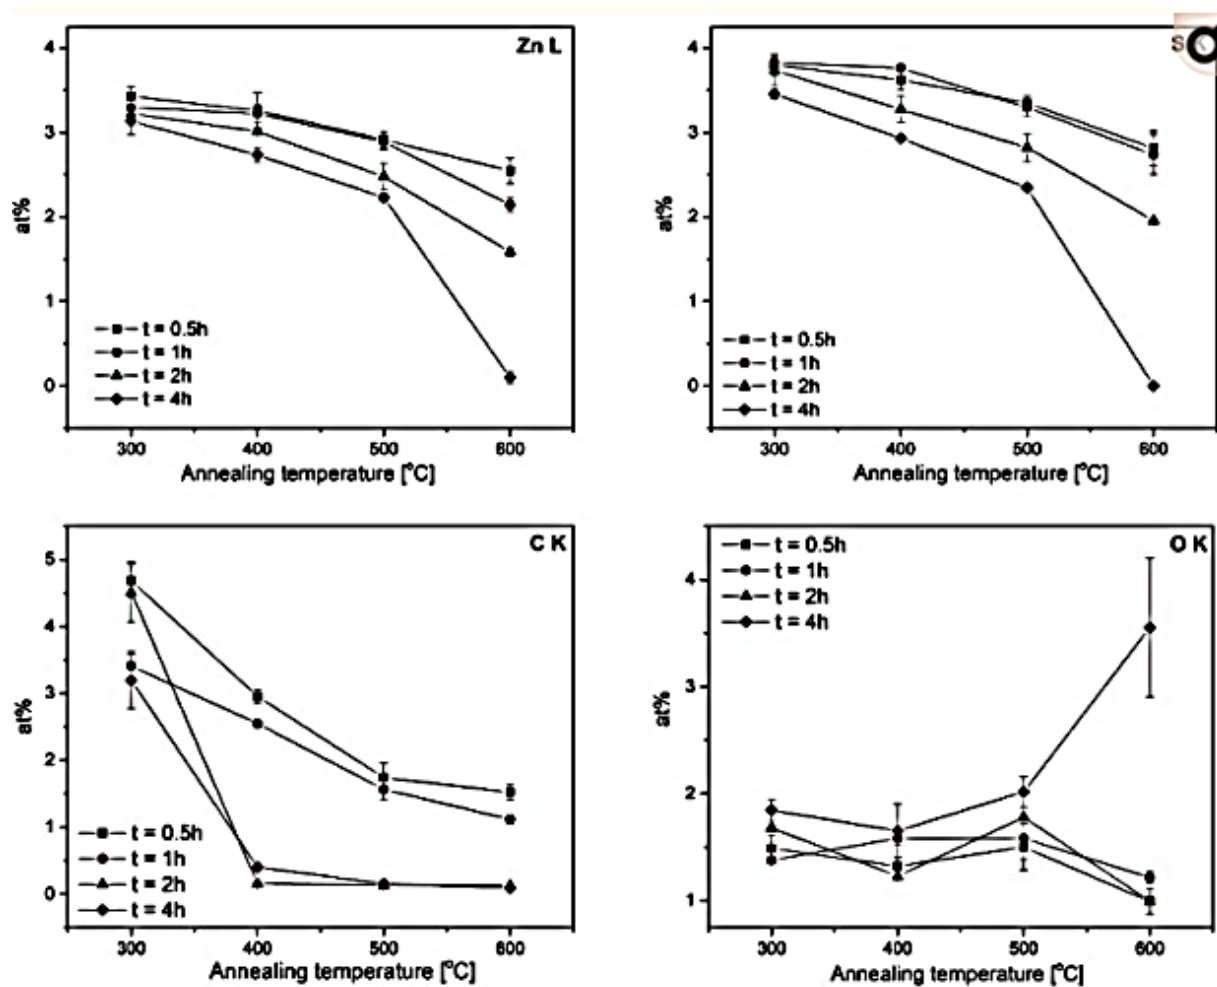 Zn L
4
3
2
1
0
at%
t = 0.5h
t = 1h
t = 2h
t = 4h
300
400
500
600
Annealing temperature [°C]
S K
4
3
2
1
0
at%
t = 0.5h
t = 1h
t = 2h
t = 4h
300
400
500
600
Annealing temperature [°C]
C K
5
4
3
2
1
0
at%
t = 0.5h
t = 1h
t = 2h
t = 4h
300
400
500
600
Annealing temperature [°C]
O K
4
3
2
1
at%
t = 0.5h
t = 1h
t = 2h
t = 4h
300
400
500
600
Annealing temperature [°C]